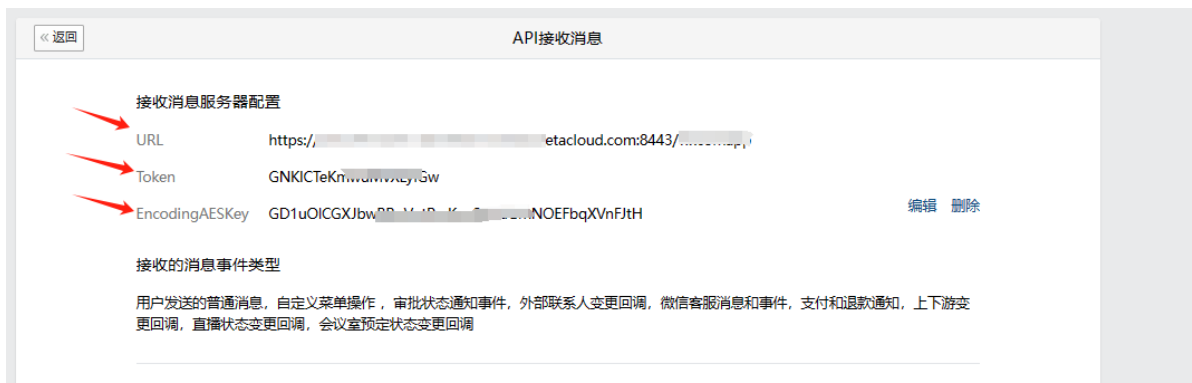 «返回
API接收消息
接收消息服务器配置
URL https:/ etacloud.com:8443/
Token GNKICTeKm Gw
EncodingAESKey GD1uOlCGXJbw NOEFbqXVnFJtH 编辑 删除
接收的消息事件类型
用户发送的普通消息，自定义菜单操作 ，审批状态通知事件，外部联系人变更回调，微信客服消息和事件，支付和退款通知，上下游变
更回调，直播状态变更回调，会议室预定状态变更回调